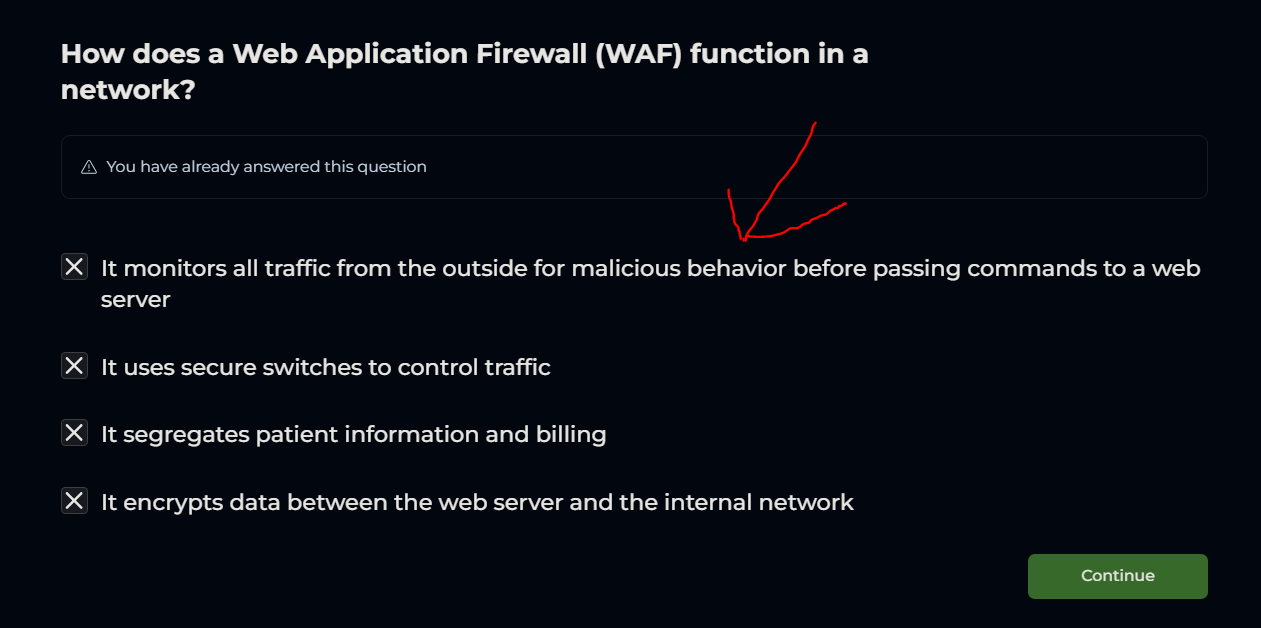 How does a Web Application Firewall (WAF) function in a
network?
You have already answered this question
It monitors all traffic from the outside for malicious behavior before passing commands to a web
server
It uses secure switches to control traffic
It segregates patient information and billing
It encrypts data between the web server and the internal network
Continue